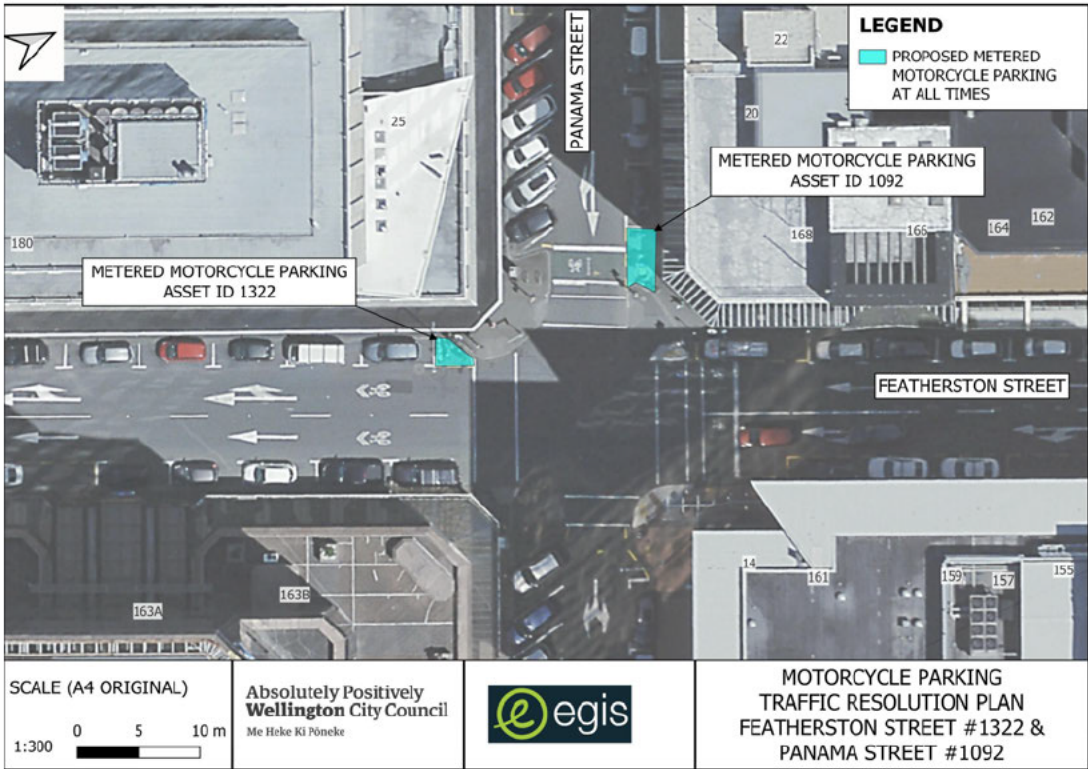 PANAMA STREET
LEGEND
PROPOSED METERED
MOTORCYCLE PARKING
AT ALL TIMES
22
20
25
METERED MOTORCYCLE PARKING
ASSET ID 1092
180
168
166
164
162
METERED MOTORCYCLE PARKING
ASSET ID 1322
FEATHERSTON STREET
14
161
159
157
155
163A
163B
SCALE (A4 ORIGINAL)
1:300
0 5 10 m
Absolutely Positively
Wellington City Council
Me Heke Ki Pōneke
egis
MOTORCYCLE PARKING
TRAFFIC RESOLUTION PLAN
FEATHERSTON STREET #1322 &
PANAMA STREET #1092